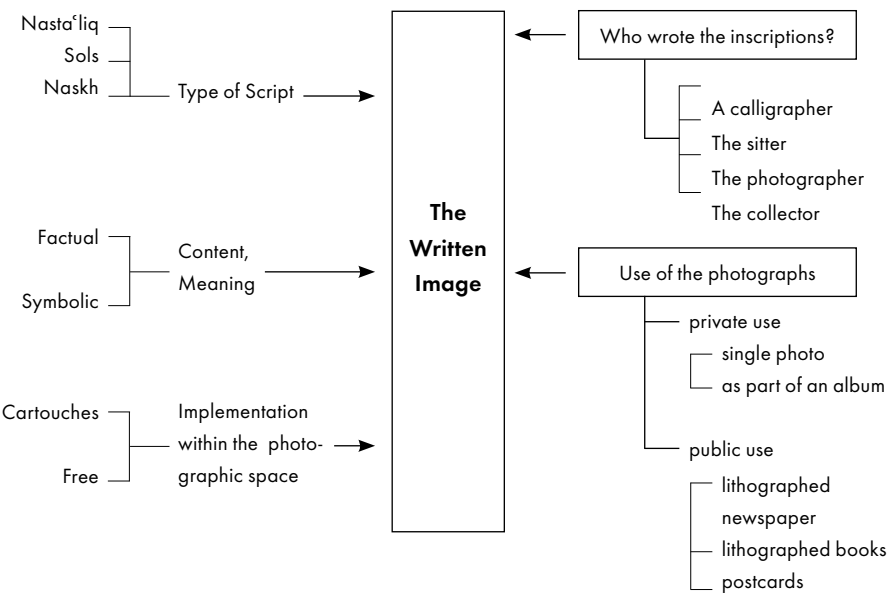 Nastaʿliq
Sols
Naskh
Type of Script
Factual
Symbolic
Content,
Meaning
Cartouches
Free
Implementation
within the photo-
graphic space
The
Written
Image
Who wrote the inscriptions?
A calligrapher
The sitter
The photographer
The collector
Use of the photographs
private use
single photo
as part of an album
public use
lithographed
newspaper
lithographed books
postcards